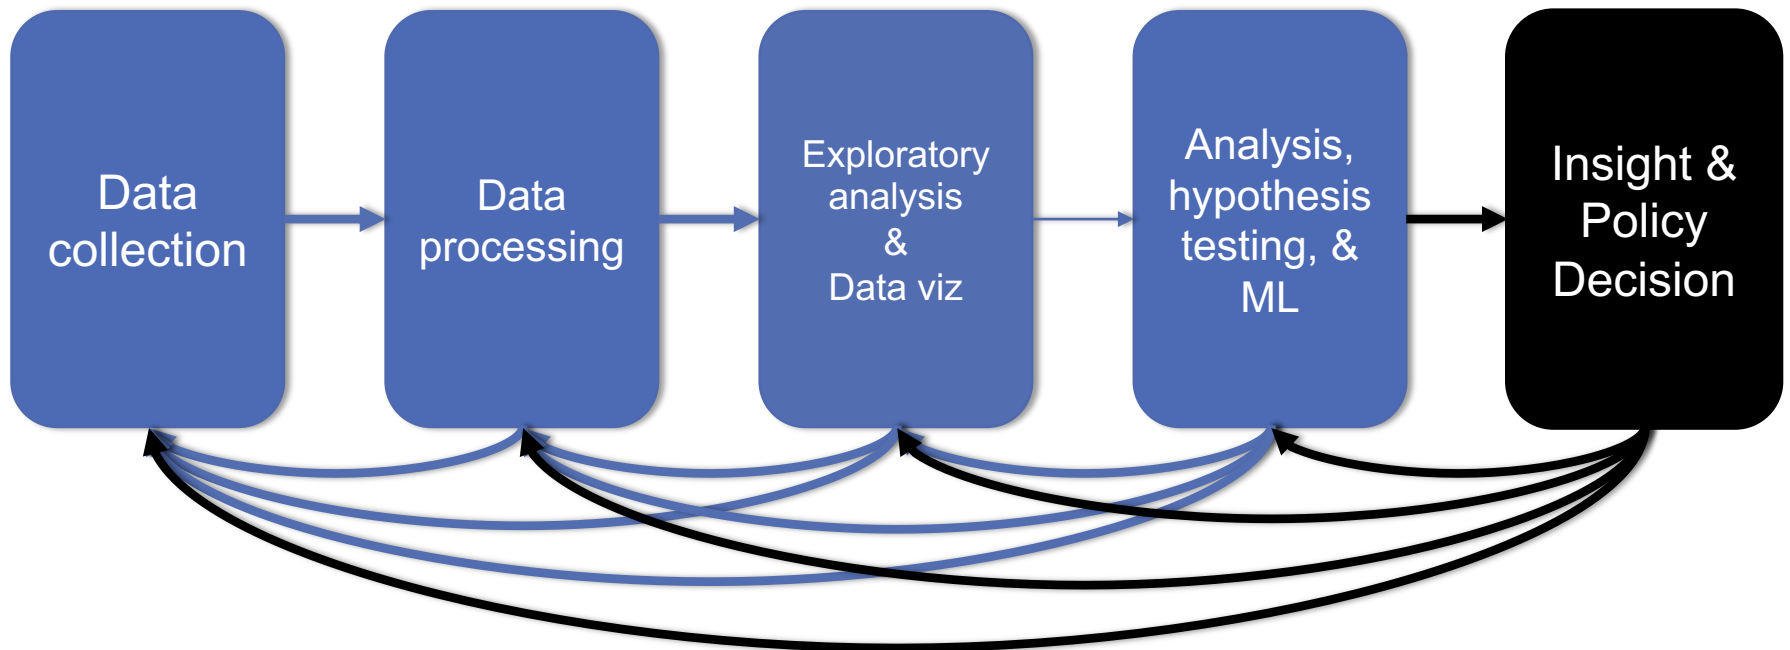 Data
collection
Data
processing
Exploratory
analysis
&
Data viz
Analysis,
hypothesis
testing, &
ML
Insight &
Policy
Decision